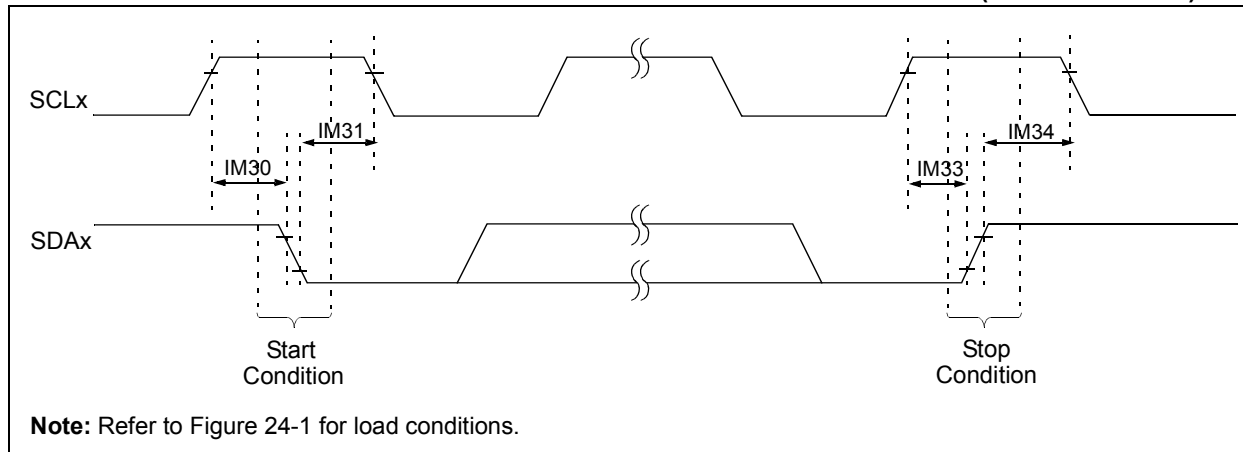 SCLx
IM31
IM34
IM30
IM33
SDAx
Start
Condition
Stop
Condition
Note: Refer to Figure 24-1 for load conditions.